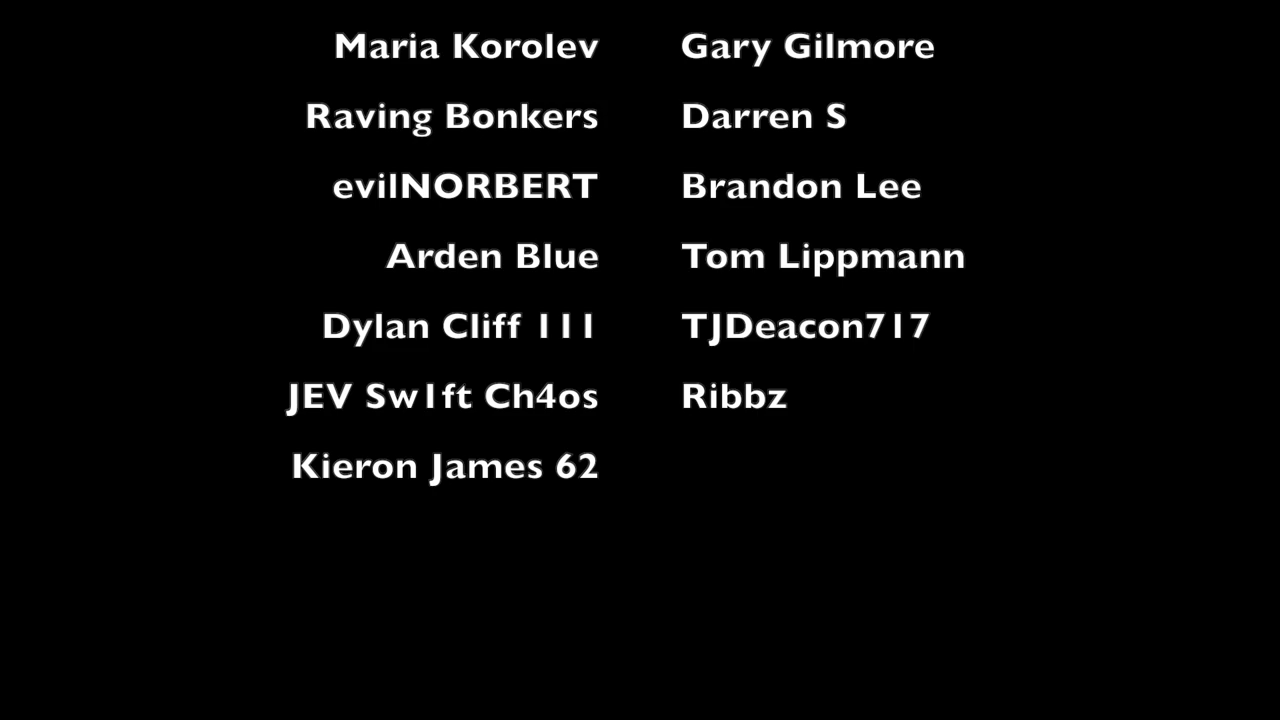 Maria Korolev Gary Gilmore
Raving Bonkers Darren S
evilNORBERT Brandon Lee
Arden Blue Tom Lippmann
Dylan Cliff 111 TJDeacon717
JEV Sw1ft Ch4os Ribbz
Kieron James 62